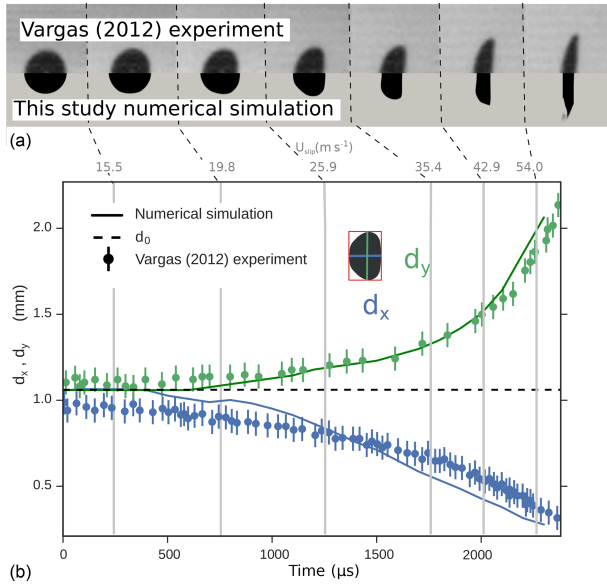 Vargas (2012) experiment
This study numerical simulation
(a)
U_slip(m s⁻¹)
15.5 19.8 25.9 35.4 42.9 54.0
Numerical simulation
d₀
Vargas (2012) experiment
d_y
d_x
d_x , d_y (mm)
2.0
1.5
1.0
0.5
0 500 1000 1500 2000
Time (μs)
(b)